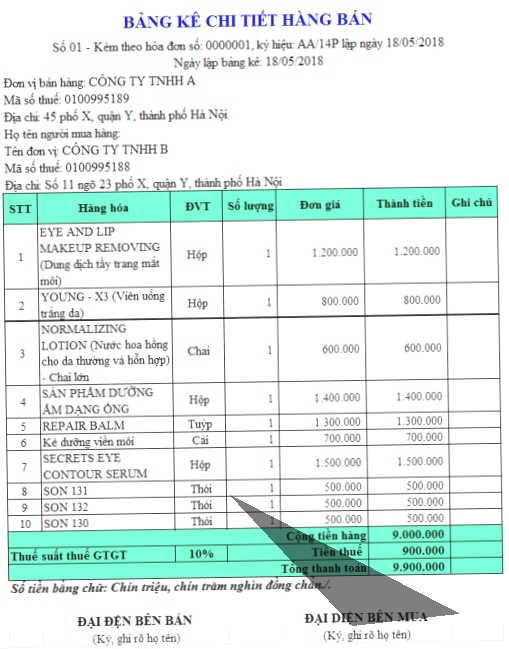 BẢNG KÊ CHI TIẾT HÀNG BÁN
Số 01 - Kèm theo hóa đơn số: 0000001, ký hiệu: AA/14P lập ngày 18/05/2018
Ngày lập bảng kê: 18/05/2018
Đơn vị bán hàng: CÔNG TY TNHH A
Mã số thuế: 0100995189
Địa chỉ: 45 phố X, quận Y, thành phố Hà Nội
Họ tên người mua hàng:
Tên đơn vị: CÔNG TY TNHH B
Mã số thuế: 0100995188
Địa chỉ: Số 11 ngõ 23 phố X, quận Y, thành phố Hà Nội
STT Hàng hóa ĐVT Số lượng Đơn giá Thành tiền Ghi chú
EYE AND LIP
MAKEUP REMOVING
1 (Dung dịch tẩy trang mắt Hộp 1 1.200.000 1.200.000
môi)
2 YOUNG - X3 (Viên uống Hộp 1 800.000 800.000
trắng da)
NORMALIZING
3 LOTION (Nước hoa hồng Chai 1 600.000 600.000
cho da thường và hỗn hợp)
- Chai lớn
4 SẢN PHẨM DƯỠNG Hộp 1 1.400.000 1.400.000
ẨM DẠNG ỐNG
5 REPAIR BALM Tuýp 1 1.300.000 1.300.000
6 Kẻ dưỡng viền môi Cái 1 700.000 700.000
7 SECRETS EYE Hộp 1 1.500.000 1.500.000
CONTOUR SERUM
8 SON 131 Thỏi 1 500.000 500.000
9 SON 132 Thỏi 1 500.000 500.000
10 SON 130 Thỏi 1 500.000 500.000
Cộng tiền hàng 9.000.000
Thuế suất thuế GTGT 10% Tiền thuế 900.000
Tổng thanh toán 9.900.000
Số tiền bằng chữ: Chín triệu, chín trăm nghìn đồng chẵn./.
ĐẠI ĐỆN BÊN BÁN ĐẠI DIỆN BÊN MUA
(Ký, ghi rõ họ tên) (Ký, ghi rõ họ tên)